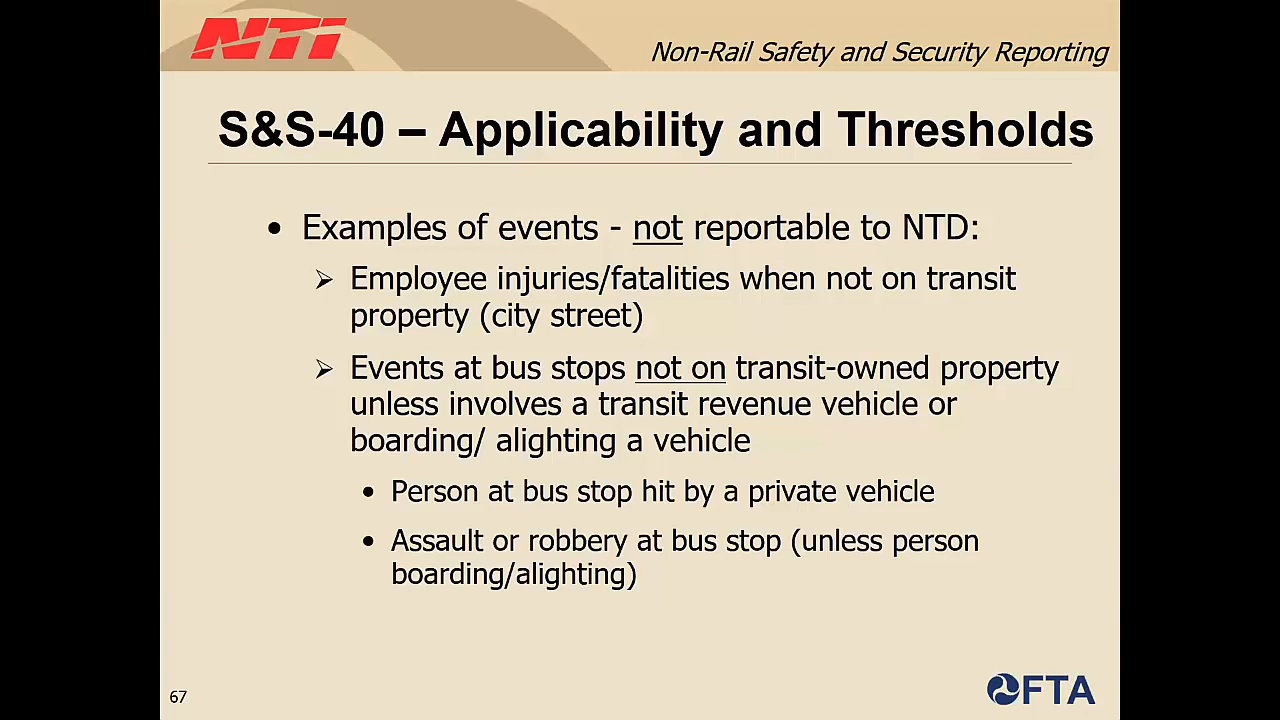 NTI
Non-Rail Safety and Security Reporting
S&S-40 – Applicability and Thresholds
• Examples of events - not reportable to NTD:
➢ Employee injuries/fatalities when not on transit
property (city street)
➢ Events at bus stops not on transit-owned property
unless involves a transit revenue vehicle or
boarding/ alighting a vehicle
• Person at bus stop hit by a private vehicle
• Assault or robbery at bus stop (unless person
boarding/alighting)
67
FTA